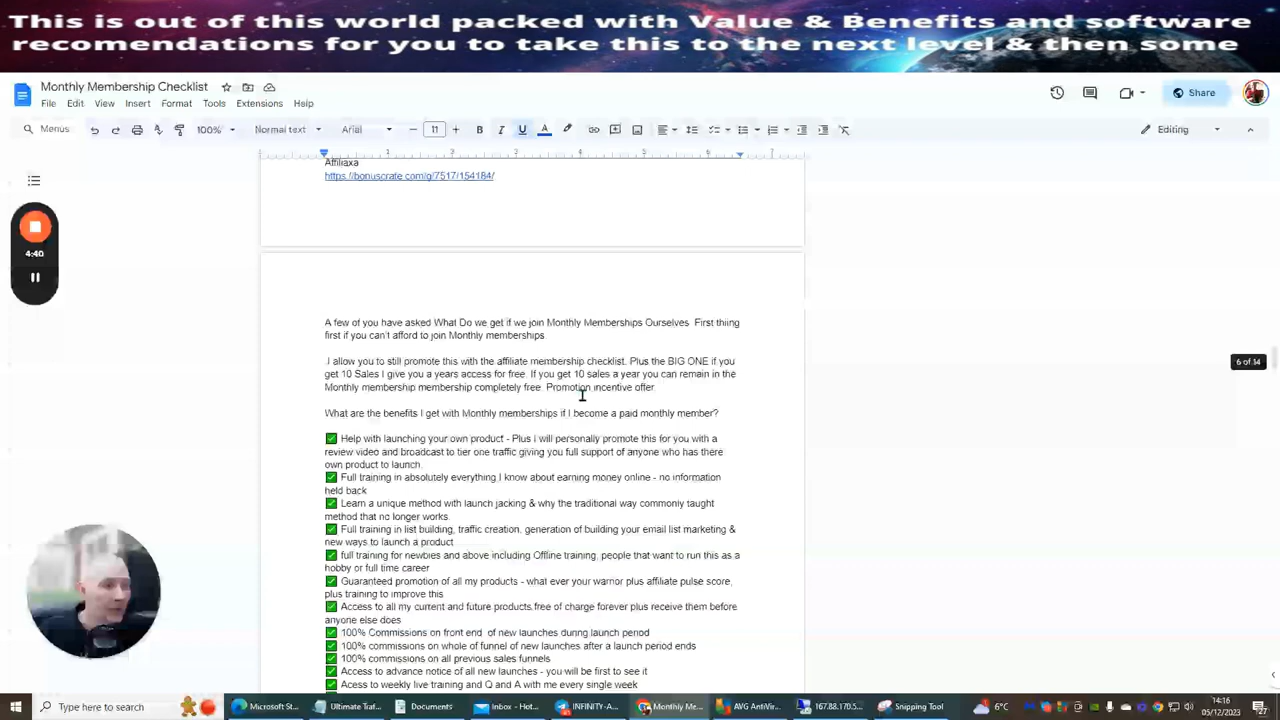 This is out of this world packed with Value & Benefits and software
recomendations for you to take this to the next level & then some
Monthly Membership Checklist
File Edit View Insert Format Tools Extensions Help
Share
Menus
100%
Normal text
Arial
11
Editing
1 2 3 4 5 6 7
Affiliaxa
https://bonuscrate.com/g/7517/154184/
4:40
A few of you have asked What Do we get if we join Monthly Memberships Ourselves First thiing
first if you can't afford to join Monthly memberships.
6 of 14
I allow you to still promote this with the affiliate membership checklist. Plus the BIG ONE if you
get 10 Sales I give you a years access for free. If you get 10 sales a year you can remain in the
Monthly membership membership completely free. Promotion incentive offer.
What are the benefits I get with Monthly memberships if I become a paid monthly member?
Help with launching your own product - Plus i will personally promote this for you with a
review video and broadcast to tier one traffic giving you full support of anyone who has there
own product to launch.
Full training in absolutely everything I know about earning money online - no information
held back
Learn a unique method with launch jacking & why the traditional way commonly taught
method that no longer works.
Full training in list building, traffic creation, generation of building your email list marketing &
new ways to launch a product
full training for newbies and above including Offline training, people that want to run this as a
hobby or full time career
Guaranteed promotion of all my products - what ever your warrior plus affiliate pulse score,
plus training to improve this
Access to all my current and future products free of charge forever plus receive them before
anyone else does
100% Commissions on front end of new launches during launch period
100% commissions on whole of funnel of new launches after a launch period ends
100% commissions on all previous sales funnels
Access to advance notice of all new launches - you will be first to see it
Acess to weekly live training and Q and A with me every single week
Type here to search
Microsoft St...
Ultimate Traf...
Documents
Inbox - Hot...
INFINITY-A...
Monthly Me...
AVG AntiVir...
167.88.170.5...
Snipping Tool
6°C
14:16
05/12/2023